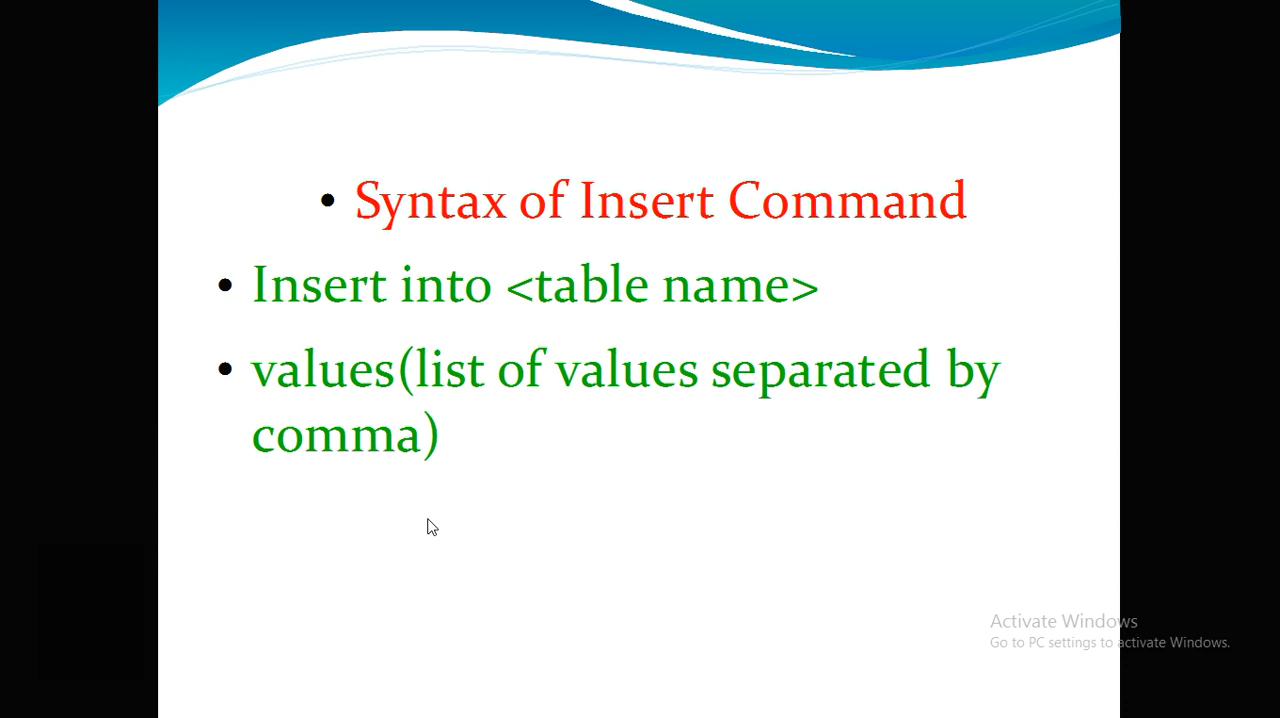 • Syntax of Insert Command
• Insert into <table name>
• values(list of values separated by
comma)
Activate Windows
Go to PC settings to activate Windows.